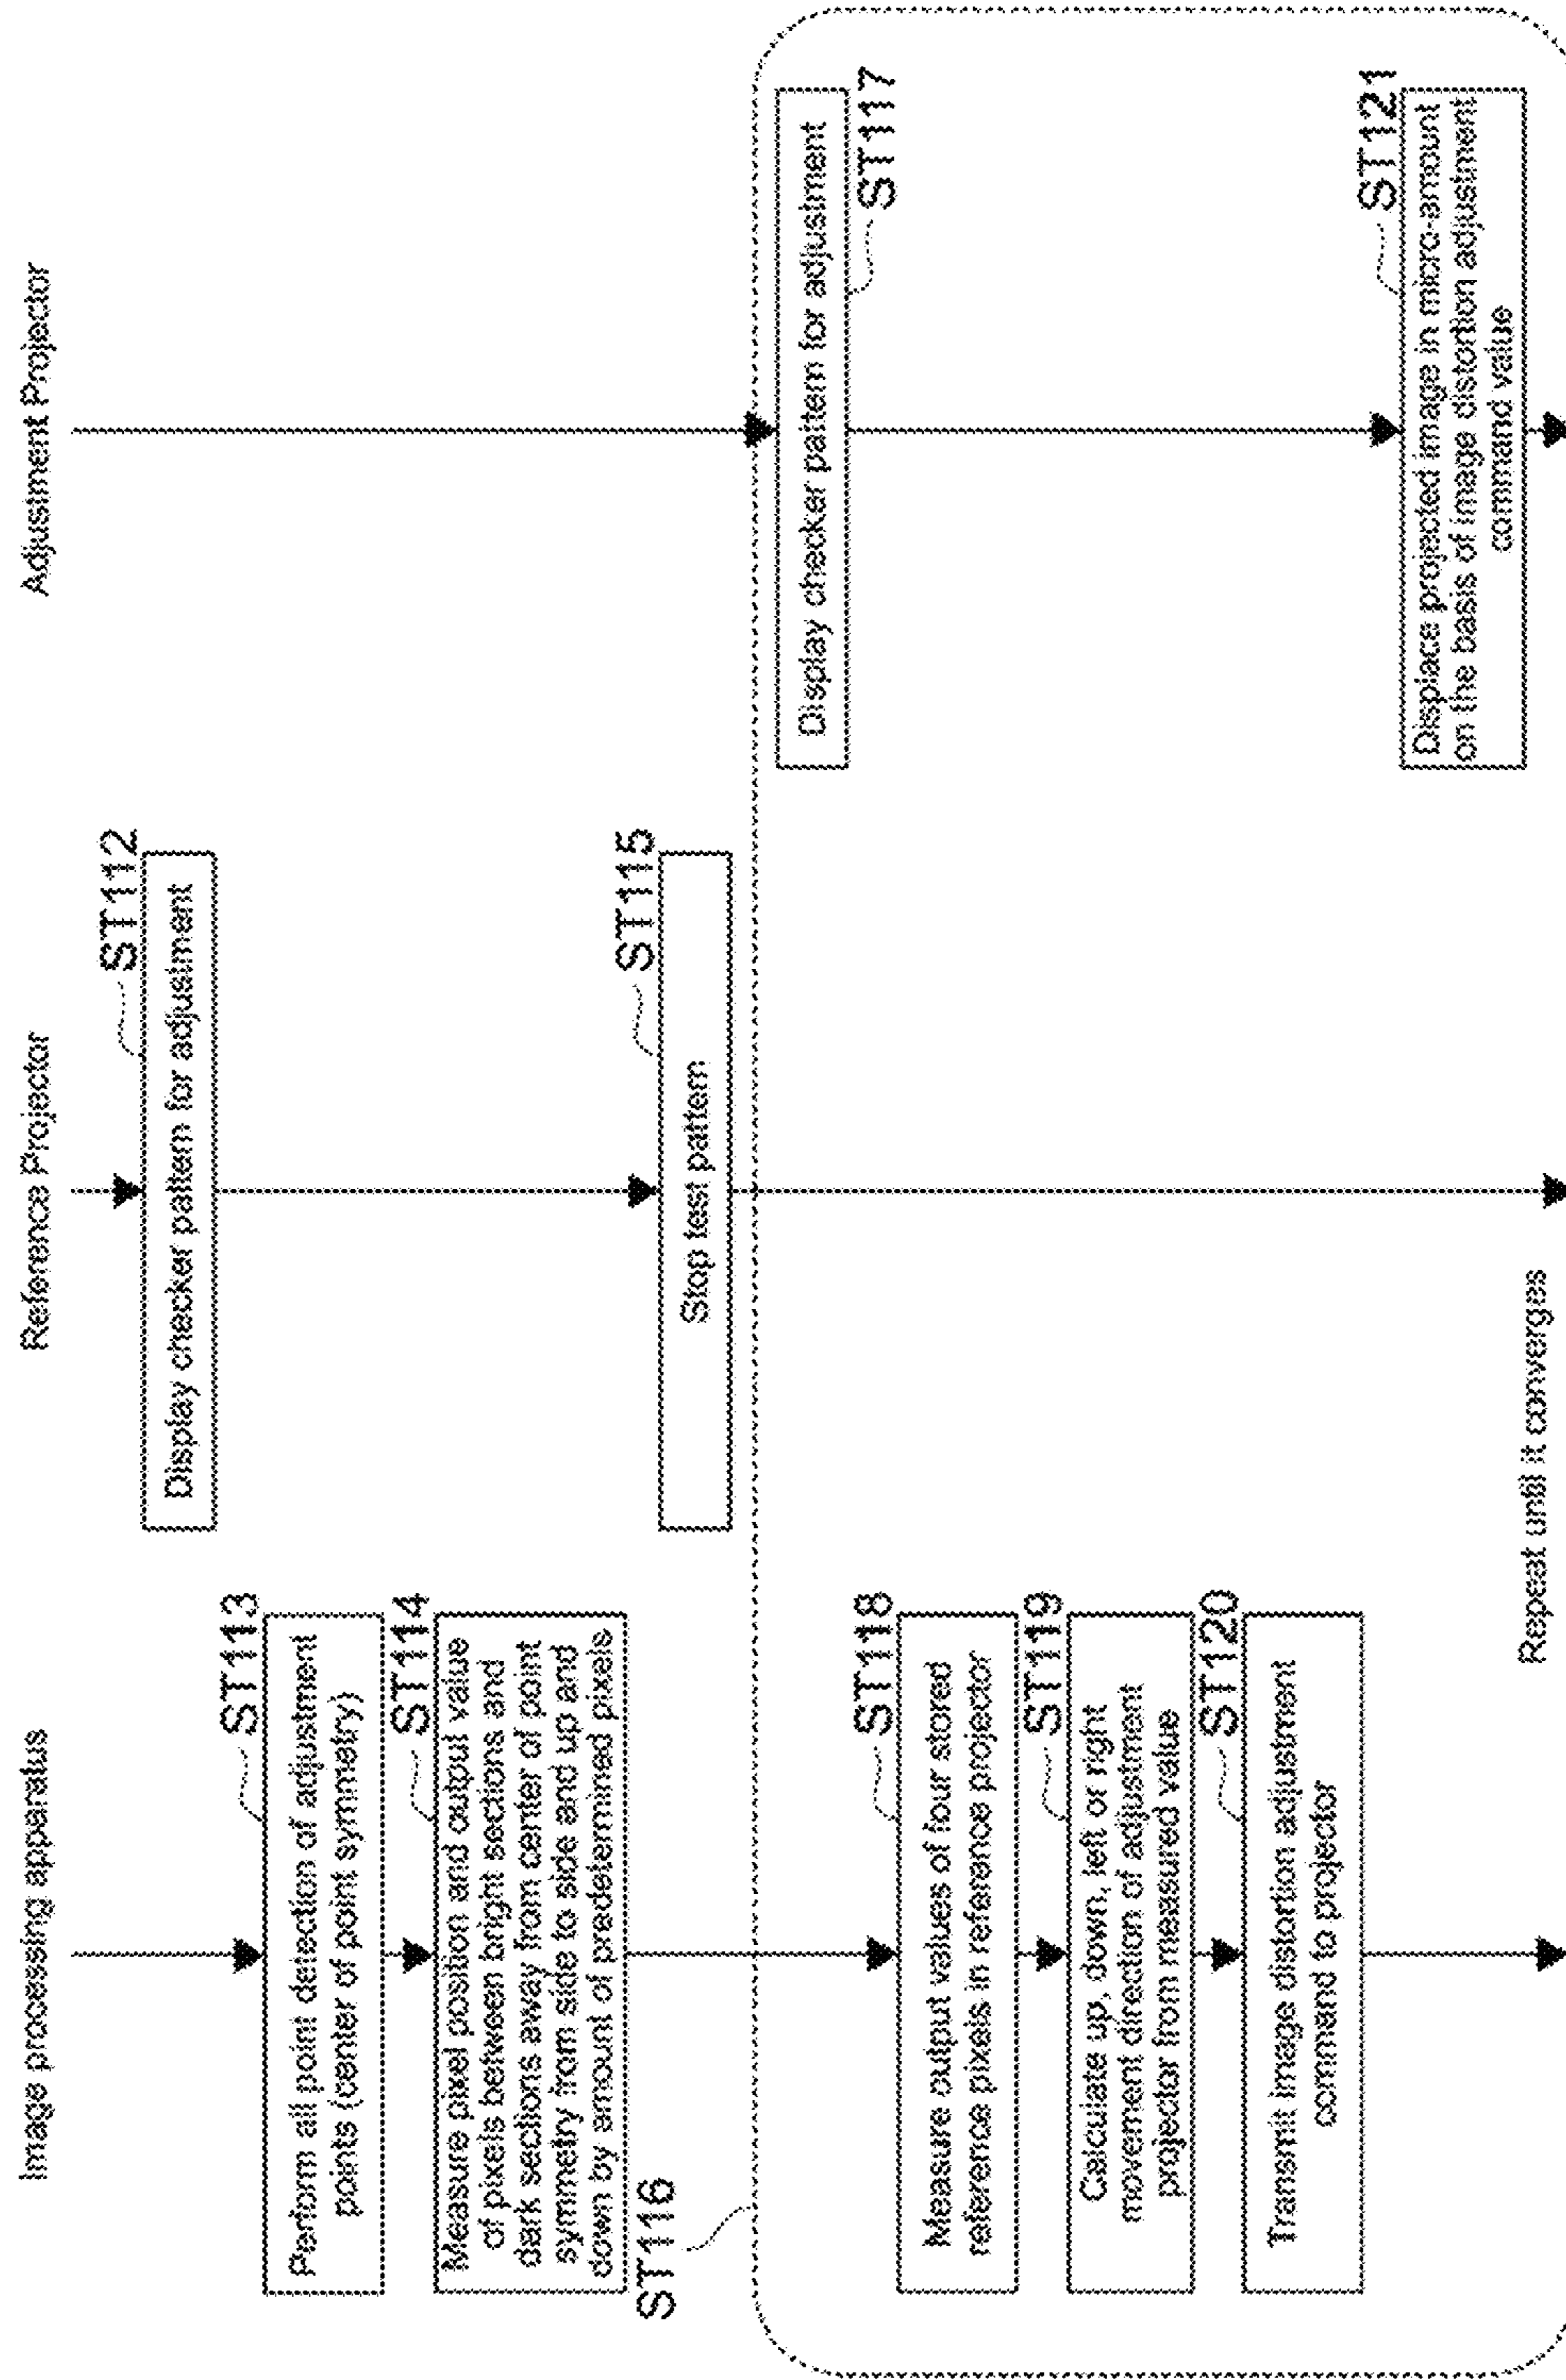 Image processing apparatus
Reference Projector
Adjustment Projector
ST112
Display checker pattern for adjustment
ST113
Perform all point detection of adjustment
points (center of point symmetry)
ST114
Measure pixel position and output value
of pixels between bright sections and
dark sections away from center of point
symmetry from side to side and up and
down by amount of predetermined pixels
ST115
Stop test pattern
ST116
ST117
Display checker pattern for adjustment
ST118
Measure output values of four stored
reference pixels in reference projector
ST119
Calculate up, down, left or right
movement direction of adjustment
projector from measured value
ST120
Transmit image distortion adjustment
command to projector
ST121
Displace projected image in micro-amount
on the basis of image distortion adjustment
command value
Repeat until it converges